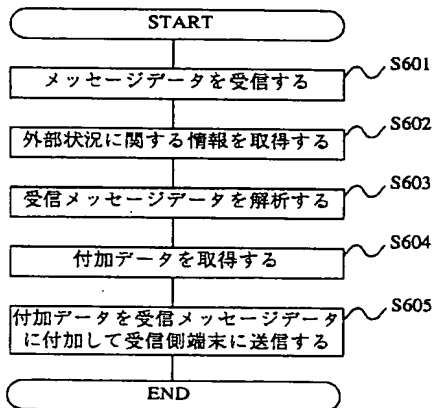 START
メッセージデータを受信する
S601
外部状況に関する情報を取得する
S602
受信メッセージデータを解析する
S603
付加データを取得する
S604
付加データを受信メッセージデータ
に付加して受信側端末に送信する
S605
END